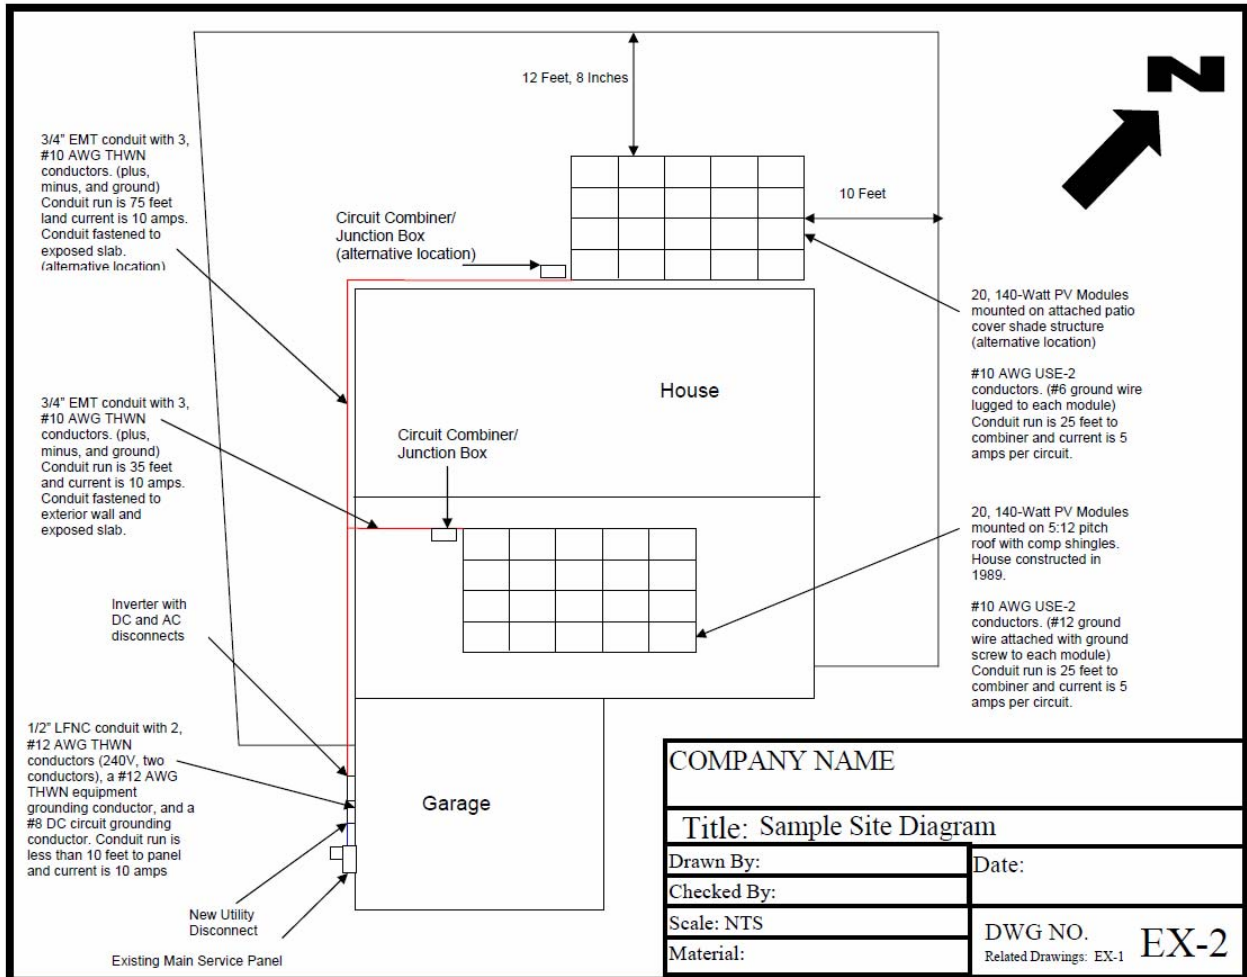 12 Feet, 8 Inches
N
3/4" EMT conduit with 3,
#10 AWG THWN
conductors. (plus,
minus, and ground)
Conduit run is 75 feet
land current is 10 amps.
Conduit fastened to
exposed slab.
(alternative location)
10 Feet
Circuit Combiner/
Junction Box
(alternative location)
20, 140-Watt PV Modules
mounted on attached patio
cover shade structure
(alternative location)
#10 AWG USE-2
conductors. (#6 ground wire
lugged to each module)
Conduit run is 25 feet to
combiner and current is 5
amps per circuit.
House
3/4" EMT conduit with 3,
#10 AWG THWN
conductors. (plus,
minus, and ground)
Conduit run is 35 feet
and current is 10 amps.
Conduit fastened to
exterior wall and
exposed slab.
Circuit Combiner/
Junction Box
20, 140-Watt PV Modules
mounted on 5:12 pitch
roof with comp shingles.
House constructed in
1989.
#10 AWG USE-2
conductors. (#12 ground
wire attached with ground
screw to each module)
Conduit run is 25 feet to
combiner and current is 5
amps per circuit.
Inverter with
DC and AC
disconnects
1/2" LFNC conduit with 2,
#12 AWG THWN
conductors (240V, two
conductors), a #12 AWG
THWN equipment
grounding conductor, and a
#8 DC circuit grounding
conductor. Conduit run is
less than 10 feet to panel
and current is 10 amps
Garage
New Utility
Disconnect
Existing Main Service Panel
COMPANY NAME
Title: Sample Site Diagram
Drawn By:
Date:
Checked By:
Scale: NTS
Material:
DWG NO.
Related Drawings: EX-1
EX-2